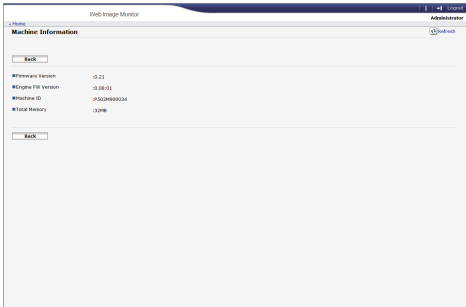 Logout
Web Image Monitor
Administrator
Home
Machine Information
Refresh
Back
Firmware Version :0.21
Engine FW Version :0.00:01
Machine ID :P502M900034
Total Memory :32MB
Back